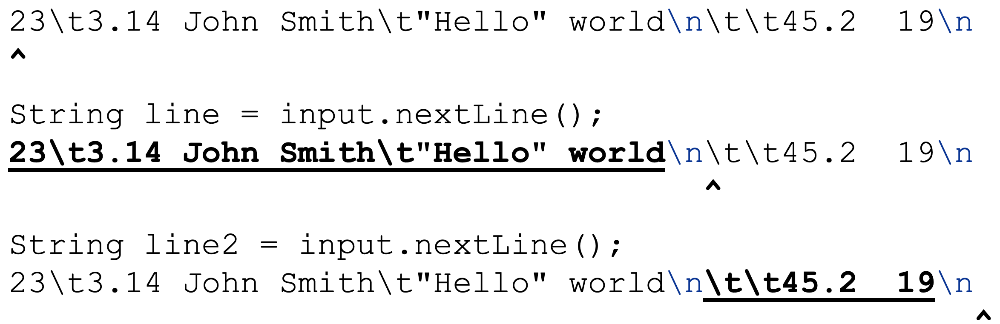 23\t3.14 John Smith\t"Hello" world\n\t\t45.2  19\n
^
String line = input.nextLine();
23\t3.14 John Smith\t"Hello" world\n\t\t45.2  19\n
^
String line2 = input.nextLine();
23\t3.14 John Smith\t"Hello" world\n\t\t45.2  19\n
^